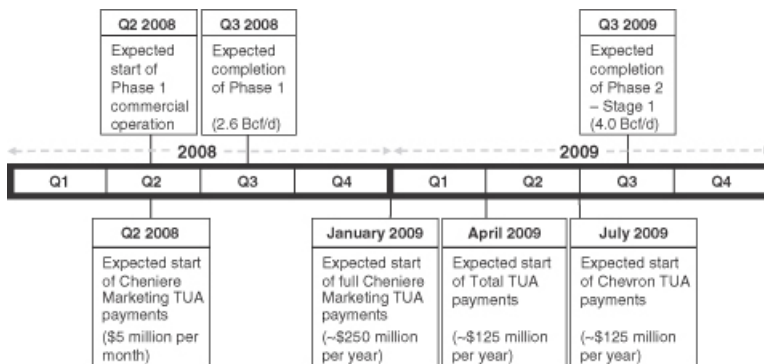 Q2 2008
Expected
start of
Phase 1
commercial
operation
Q3 2008
Expected
completion
of Phase 1
(2.6 Bcf/d)
Q3 2009
Expected
completion
of Phase 2
– Stage 1
(4.0 Bcf/d)
2008
2009
Q1 Q2 Q3 Q4 Q1 Q2 Q3 Q4
Q2 2008
Expected start
of Cheniere
Marketing TUA
payments
($5 million per
month)
January 2009
Expected start
of full Cheniere
Marketing TUA
payments
(~$250 million
per year)
April 2009
Expected start
of Total TUA
payments
(~$125 million
per year)
July 2009
Expected start
of Chevron TUA
payments
(~$125 million
per year)